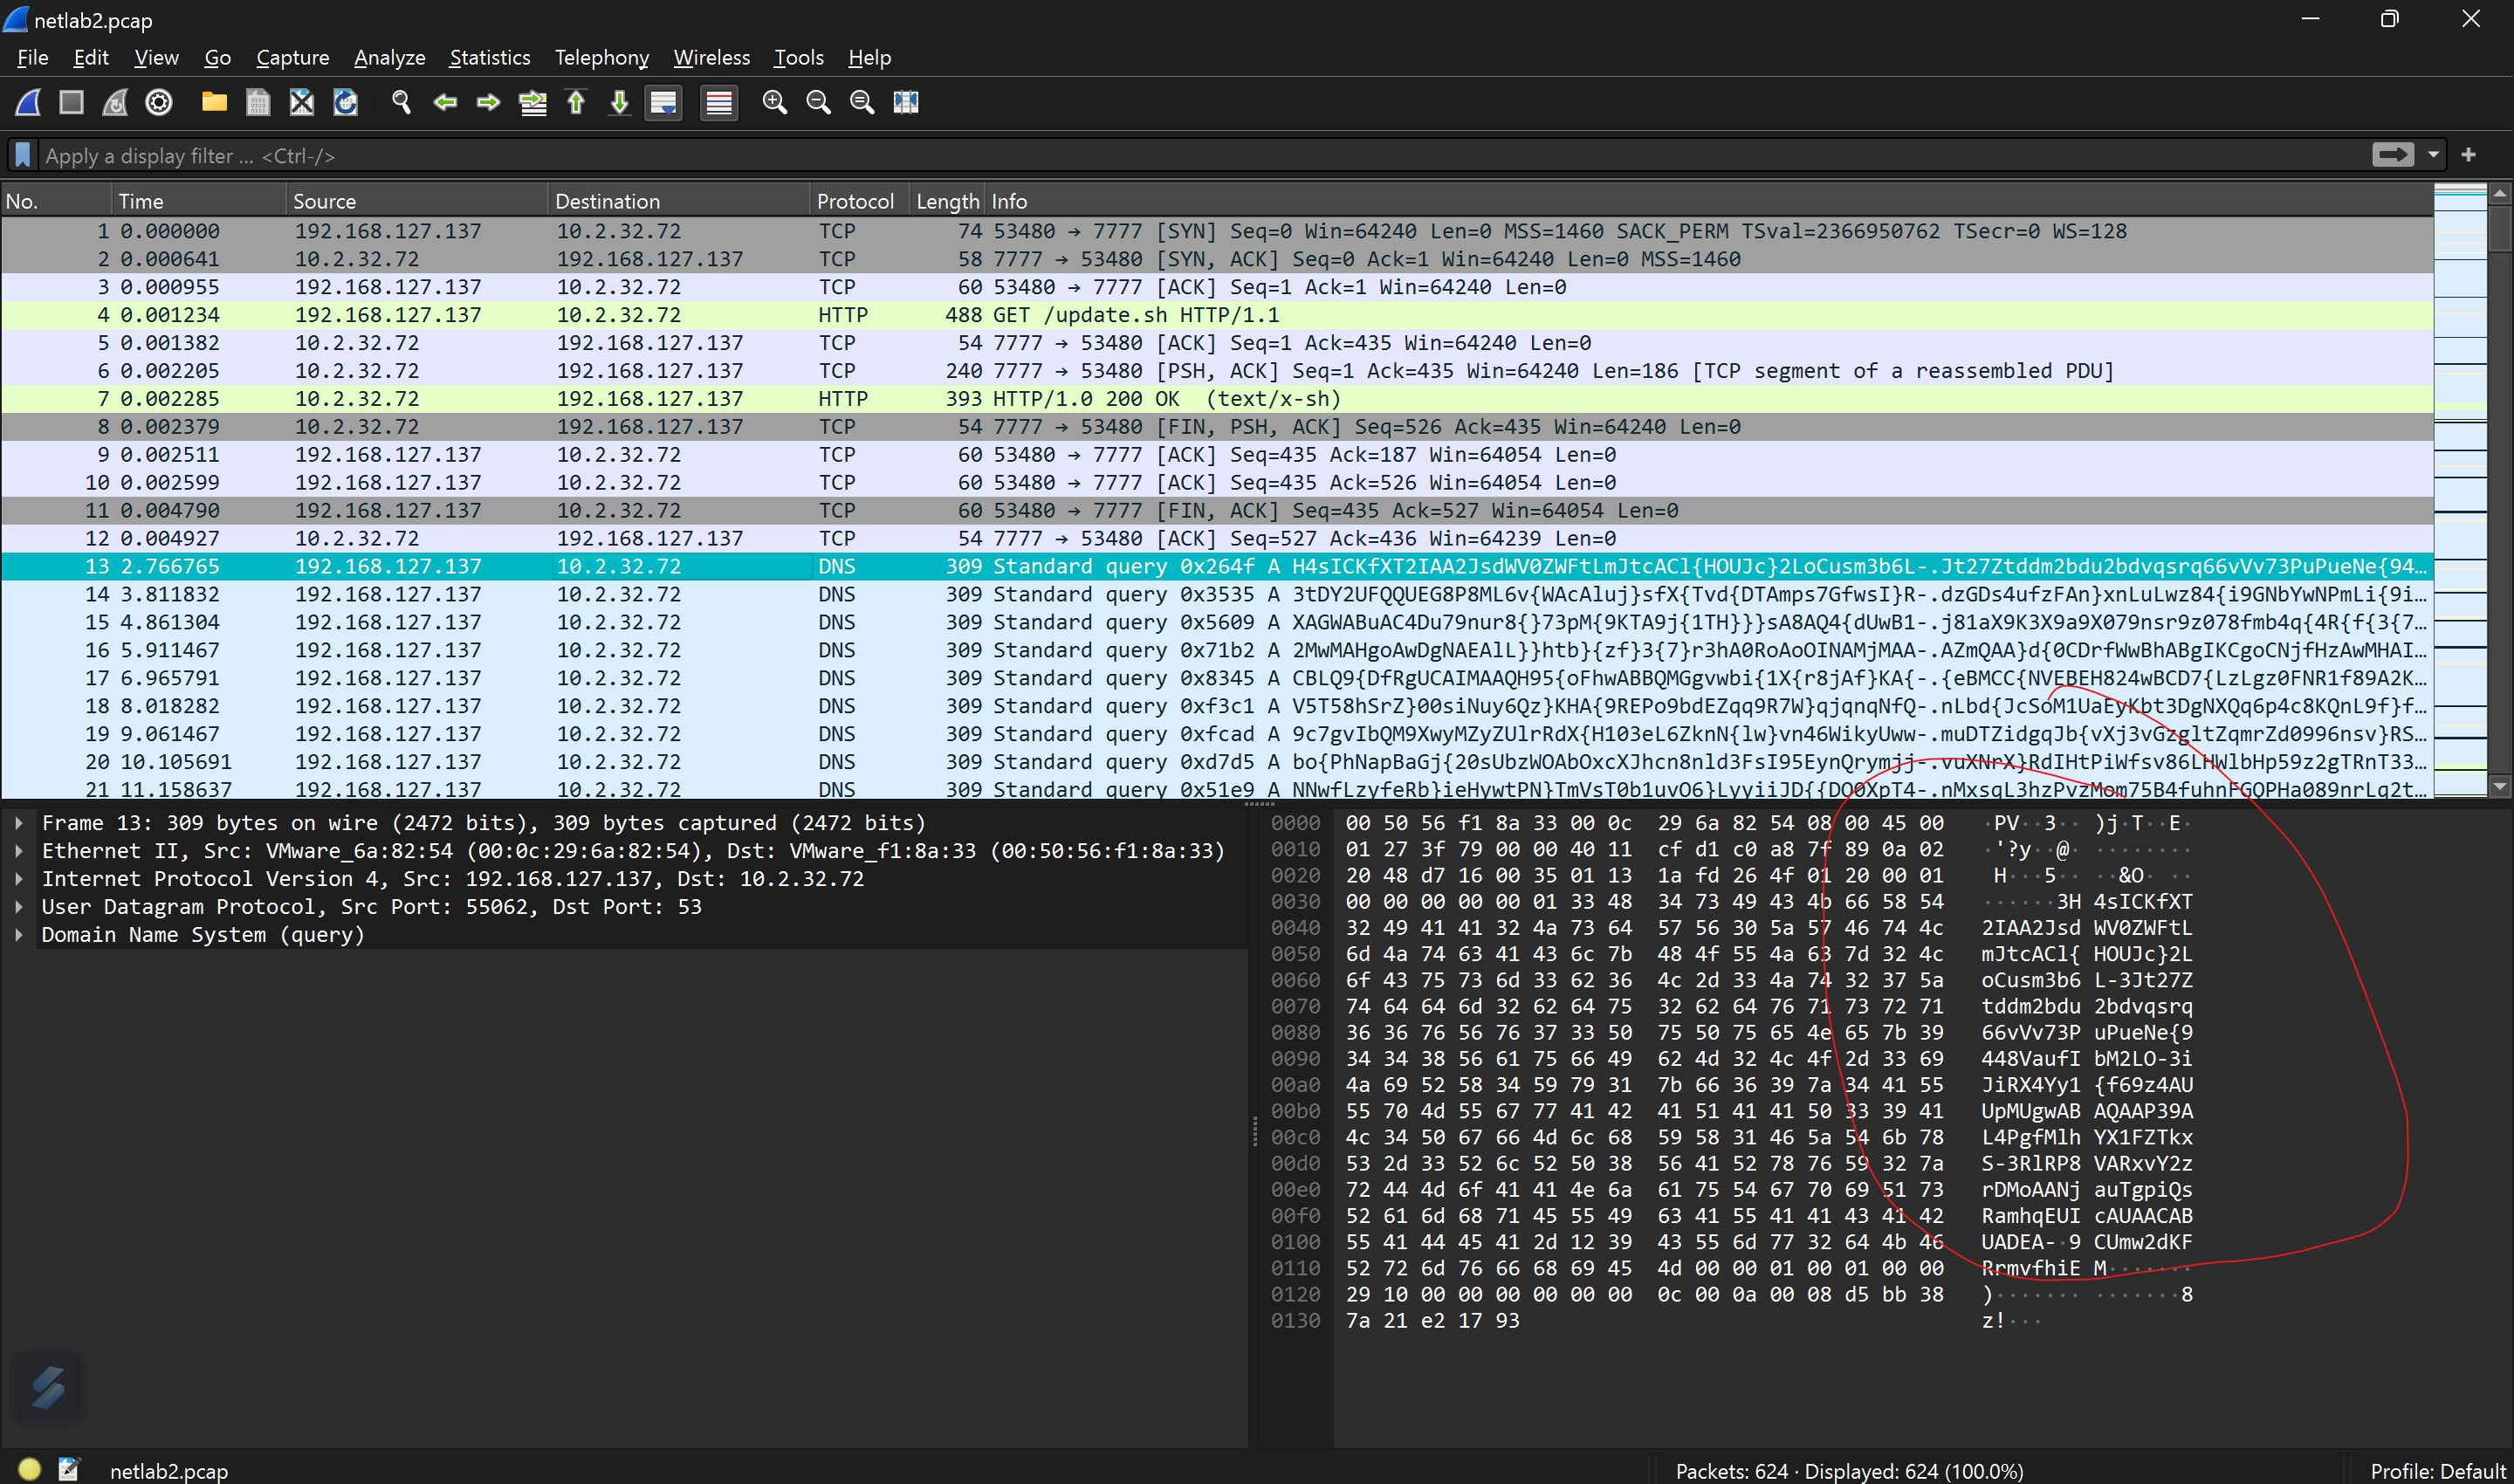 netlab2.pcap
File Edit View Go Capture Analyze Statistics Telephony Wireless Tools Help
Apply a display filter ... <Ctrl-/>
No. Time Source Destination Protocol Length Info
1 0.000000 192.168.127.137 10.2.32.72 TCP 74 53480 → 7777 [SYN] Seq=0 Win=64240 Len=0 MSS=1460 SACK_PERM TSval=2366950762 TSecr=0 WS=128
2 0.000641 10.2.32.72 192.168.127.137 TCP 58 7777 → 53480 [SYN, ACK] Seq=0 Ack=1 Win=64240 Len=0 MSS=1460
3 0.000955 192.168.127.137 10.2.32.72 TCP 60 53480 → 7777 [ACK] Seq=1 Ack=1 Win=64240 Len=0
4 0.001234 192.168.127.137 10.2.32.72 HTTP 488 GET /update.sh HTTP/1.1
5 0.001382 10.2.32.72 192.168.127.137 TCP 54 7777 → 53480 [ACK] Seq=1 Ack=435 Win=64240 Len=0
6 0.002205 10.2.32.72 192.168.127.137 TCP 240 7777 → 53480 [PSH, ACK] Seq=1 Ack=435 Win=64240 Len=186 [TCP segment of a reassembled PDU]
7 0.002285 10.2.32.72 192.168.127.137 HTTP 393 HTTP/1.0 200 OK (text/x-sh)
8 0.002379 10.2.32.72 192.168.127.137 TCP 54 7777 → 53480 [FIN, PSH, ACK] Seq=526 Ack=435 Win=64240 Len=0
9 0.002511 192.168.127.137 10.2.32.72 TCP 60 53480 → 7777 [ACK] Seq=435 Ack=187 Win=64054 Len=0
10 0.002599 192.168.127.137 10.2.32.72 TCP 60 53480 → 7777 [ACK] Seq=435 Ack=526 Win=64054 Len=0
11 0.004790 192.168.127.137 10.2.32.72 TCP 60 53480 → 7777 [FIN, ACK] Seq=435 Ack=527 Win=64054 Len=0
12 0.004927 10.2.32.72 192.168.127.137 TCP 54 7777 → 53480 [ACK] Seq=527 Ack=436 Win=64239 Len=0
13 2.766765 192.168.127.137 10.2.32.72 DNS 309 Standard query 0x264f A H4sICKfXT2IAA2JsdWV0ZWFtLmJtcACl{HOUJc}2LoCusm3b6L-.Jt27Ztddm2bdu2bdvqsrq66vVv73PuPueNe{94…
14 3.811832 192.168.127.137 10.2.32.72 DNS 309 Standard query 0x3535 A 3tDY2UFQQUEG8P8ML6v{WAcAluj}sfX{Tvd{DTAmps7GfwsI}R-.dzGDs4ufzFAn}xnLuLwz84{i9GNbYwNPmLi{9i…
15 4.861304 192.168.127.137 10.2.32.72 DNS 309 Standard query 0x5609 A XAGWABuAC4Du79nur8{}73pM{9KTA9j{1TH}}}sA8AQ4{dUwB1-.j81aX9K3X9a9X079nsr9z078fmb4q{4R{f{3{7…
16 5.911467 192.168.127.137 10.2.32.72 DNS 309 Standard query 0x71b2 A 2MwMAHgoAwDgNAEAlL}}htb}{zf}3{7}r3hA0RoAoOINAMjMAA-.AZmQAA}d{0CDrfWwBhABgIKCgoCNjfHzAwMHAI…
17 6.965791 192.168.127.137 10.2.32.72 DNS 309 Standard query 0x8345 A CBLQ9{DfRgUCAIMAAQH95{oFhwABBQMGgvwbi{1X{r8jAf}KA{-.{eBMCC{NVEBEH824wBCD7{LzLgz0FNR1f89A2K…
18 8.018282 192.168.127.137 10.2.32.72 DNS 309 Standard query 0xf3c1 A V5T58hSrZ}00siNuy6Qz}KHA{9REPo9bdEZqq9R7W}qjqnqNfQ-.nLbd{JcSoM1UaEyKbt3DgNXQq6p4c8KQnL9f}f…
19 9.061467 192.168.127.137 10.2.32.72 DNS 309 Standard query 0xfcad A 9c7gvIbQM9XwyMZyZUlrRdX{H103eL6ZknN{lw}vn46WikyUww-.muDTZidgqJb{vXj3vGzgltZqmrZd0996nsv}RS…
20 10.105691 192.168.127.137 10.2.32.72 DNS 309 Standard query 0xd7d5 A bo{PhNapBaGj{20sUbzWOAbOxcXJhcn8nld3FsI95EynQrymjj-.vuXNrX}RdIHtPiWfsv86LHWlbHp59z2gTRnT33…
21 11.158637 192.168.127.137 10.2.32.72 DNS 309 Standard query 0x51e9 A NNwfLzyfeRb}ieHywtPN}TmVsT0b1uvO6}LyyiiJD{{DO0XpT4-.nMxsqL3hzPvzMom75B4fuhnFGQPHa089nrLq2t…
Frame 13: 309 bytes on wire (2472 bits), 309 bytes captured (2472 bits)
Ethernet II, Src: VMware_6a:82:54 (00:0c:29:6a:82:54), Dst: VMware_f1:8a:33 (00:50:56:f1:8a:33)
Internet Protocol Version 4, Src: 192.168.127.137, Dst: 10.2.32.72
User Datagram Protocol, Src Port: 55062, Dst Port: 53
Domain Name System (query)
0000 00 50 56 f1 8a 33 00 0c 29 6a 82 54 08 00 45 00 ·PV··3·· )j·T··E·
0010 01 27 3f 79 00 00 40 11 cf d1 c0 a8 7f 89 0a 02 ·'?y··@· ········
0020 20 48 d7 16 00 35 01 13 1a fd 26 4f 01 20 00 01 H···5·· ··&O· ··
0030 00 00 00 00 00 01 33 48 34 73 49 43 4b 66 58 54 ······3H 4sICKfXT
0040 32 49 41 41 32 4a 73 64 57 56 30 5a 57 46 74 4c 2IAA2Jsd WV0ZWFtL
0050 6d 4a 74 63 41 43 6c 7b 48 4f 55 4a 63 7d 32 4c mJtcACl{ HOUJc}2L
0060 6f 43 75 73 6d 33 62 36 4c 2d 33 4a 74 32 37 5a oCusm3b6 L-3Jt27Z
0070 74 64 64 6d 32 62 64 75 32 62 64 76 71 73 72 71 tddm2bdu 2bdvqsrq
0080 36 36 76 56 76 37 33 50 75 50 75 65 4e 65 7b 39 66vVv73P uPueNe{9
0090 34 34 38 56 61 75 66 49 62 4d 32 4c 4f 2d 33 69 448VaufI bM2LO-3i
00a0 4a 69 52 58 34 59 79 31 7b 66 36 39 7a 34 41 55 JiRX4Yy1 {f69z4AU
00b0 55 70 4d 55 67 77 41 42 41 51 41 41 50 33 39 41 UpMUgwAB AQAAP39A
00c0 4c 34 50 67 66 4d 6c 68 59 58 31 46 5a 54 6b 78 L4PgfMlh YX1FZTkx
00d0 53 2d 33 52 6c 52 50 38 56 41 52 78 76 59 32 7a S-3RlRP8 VARxvY2z
00e0 72 44 4d 6f 41 41 4e 6a 61 75 54 67 70 69 51 73 rDMoAANj auTgpiQs
00f0 52 61 6d 68 71 45 55 49 63 41 55 41 41 43 41 42 RamhqEUI cAUAACAB
0100 55 41 44 45 41 2d 12 39 43 55 6d 77 32 64 4b 46 UADEA-·9 CUmw2dKF
0110 52 72 6d 76 66 68 69 45 4d 00 00 01 00 01 00 00 RrmvfhiE M·······
0120 29 10 00 00 00 00 00 00 0c 00 0a 00 08 d5 bb 38 )······· ·······8
0130 7a 21 e2 17 93 z!···
netlab2.pcap Packets: 624 · Displayed: 624 (100.0%) Profile: Default